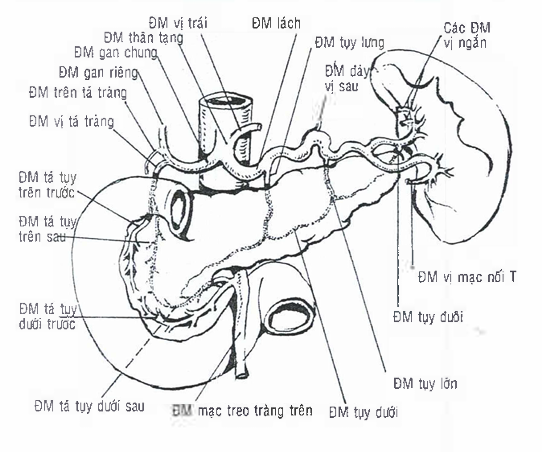 ĐM vị trái
ĐM thân tạng
ĐM gan chung
ĐM gan riêng
ĐM trên tá tràng
ĐM vị tá tràng
ĐM lách
ĐM tụy lưng
ĐM đáy
vị sau
Các ĐM
vị ngắn
ĐM tá tụy
trên trước
ĐM tá tụy
trên sau
ĐM tá tụy
dưới trước
ĐM tá tụy dưới sau
ĐM mạc treo tràng trên
ĐM tụy dưới
ĐM tụy lớn
ĐM tụy đuôi
ĐM vị mạc nối T